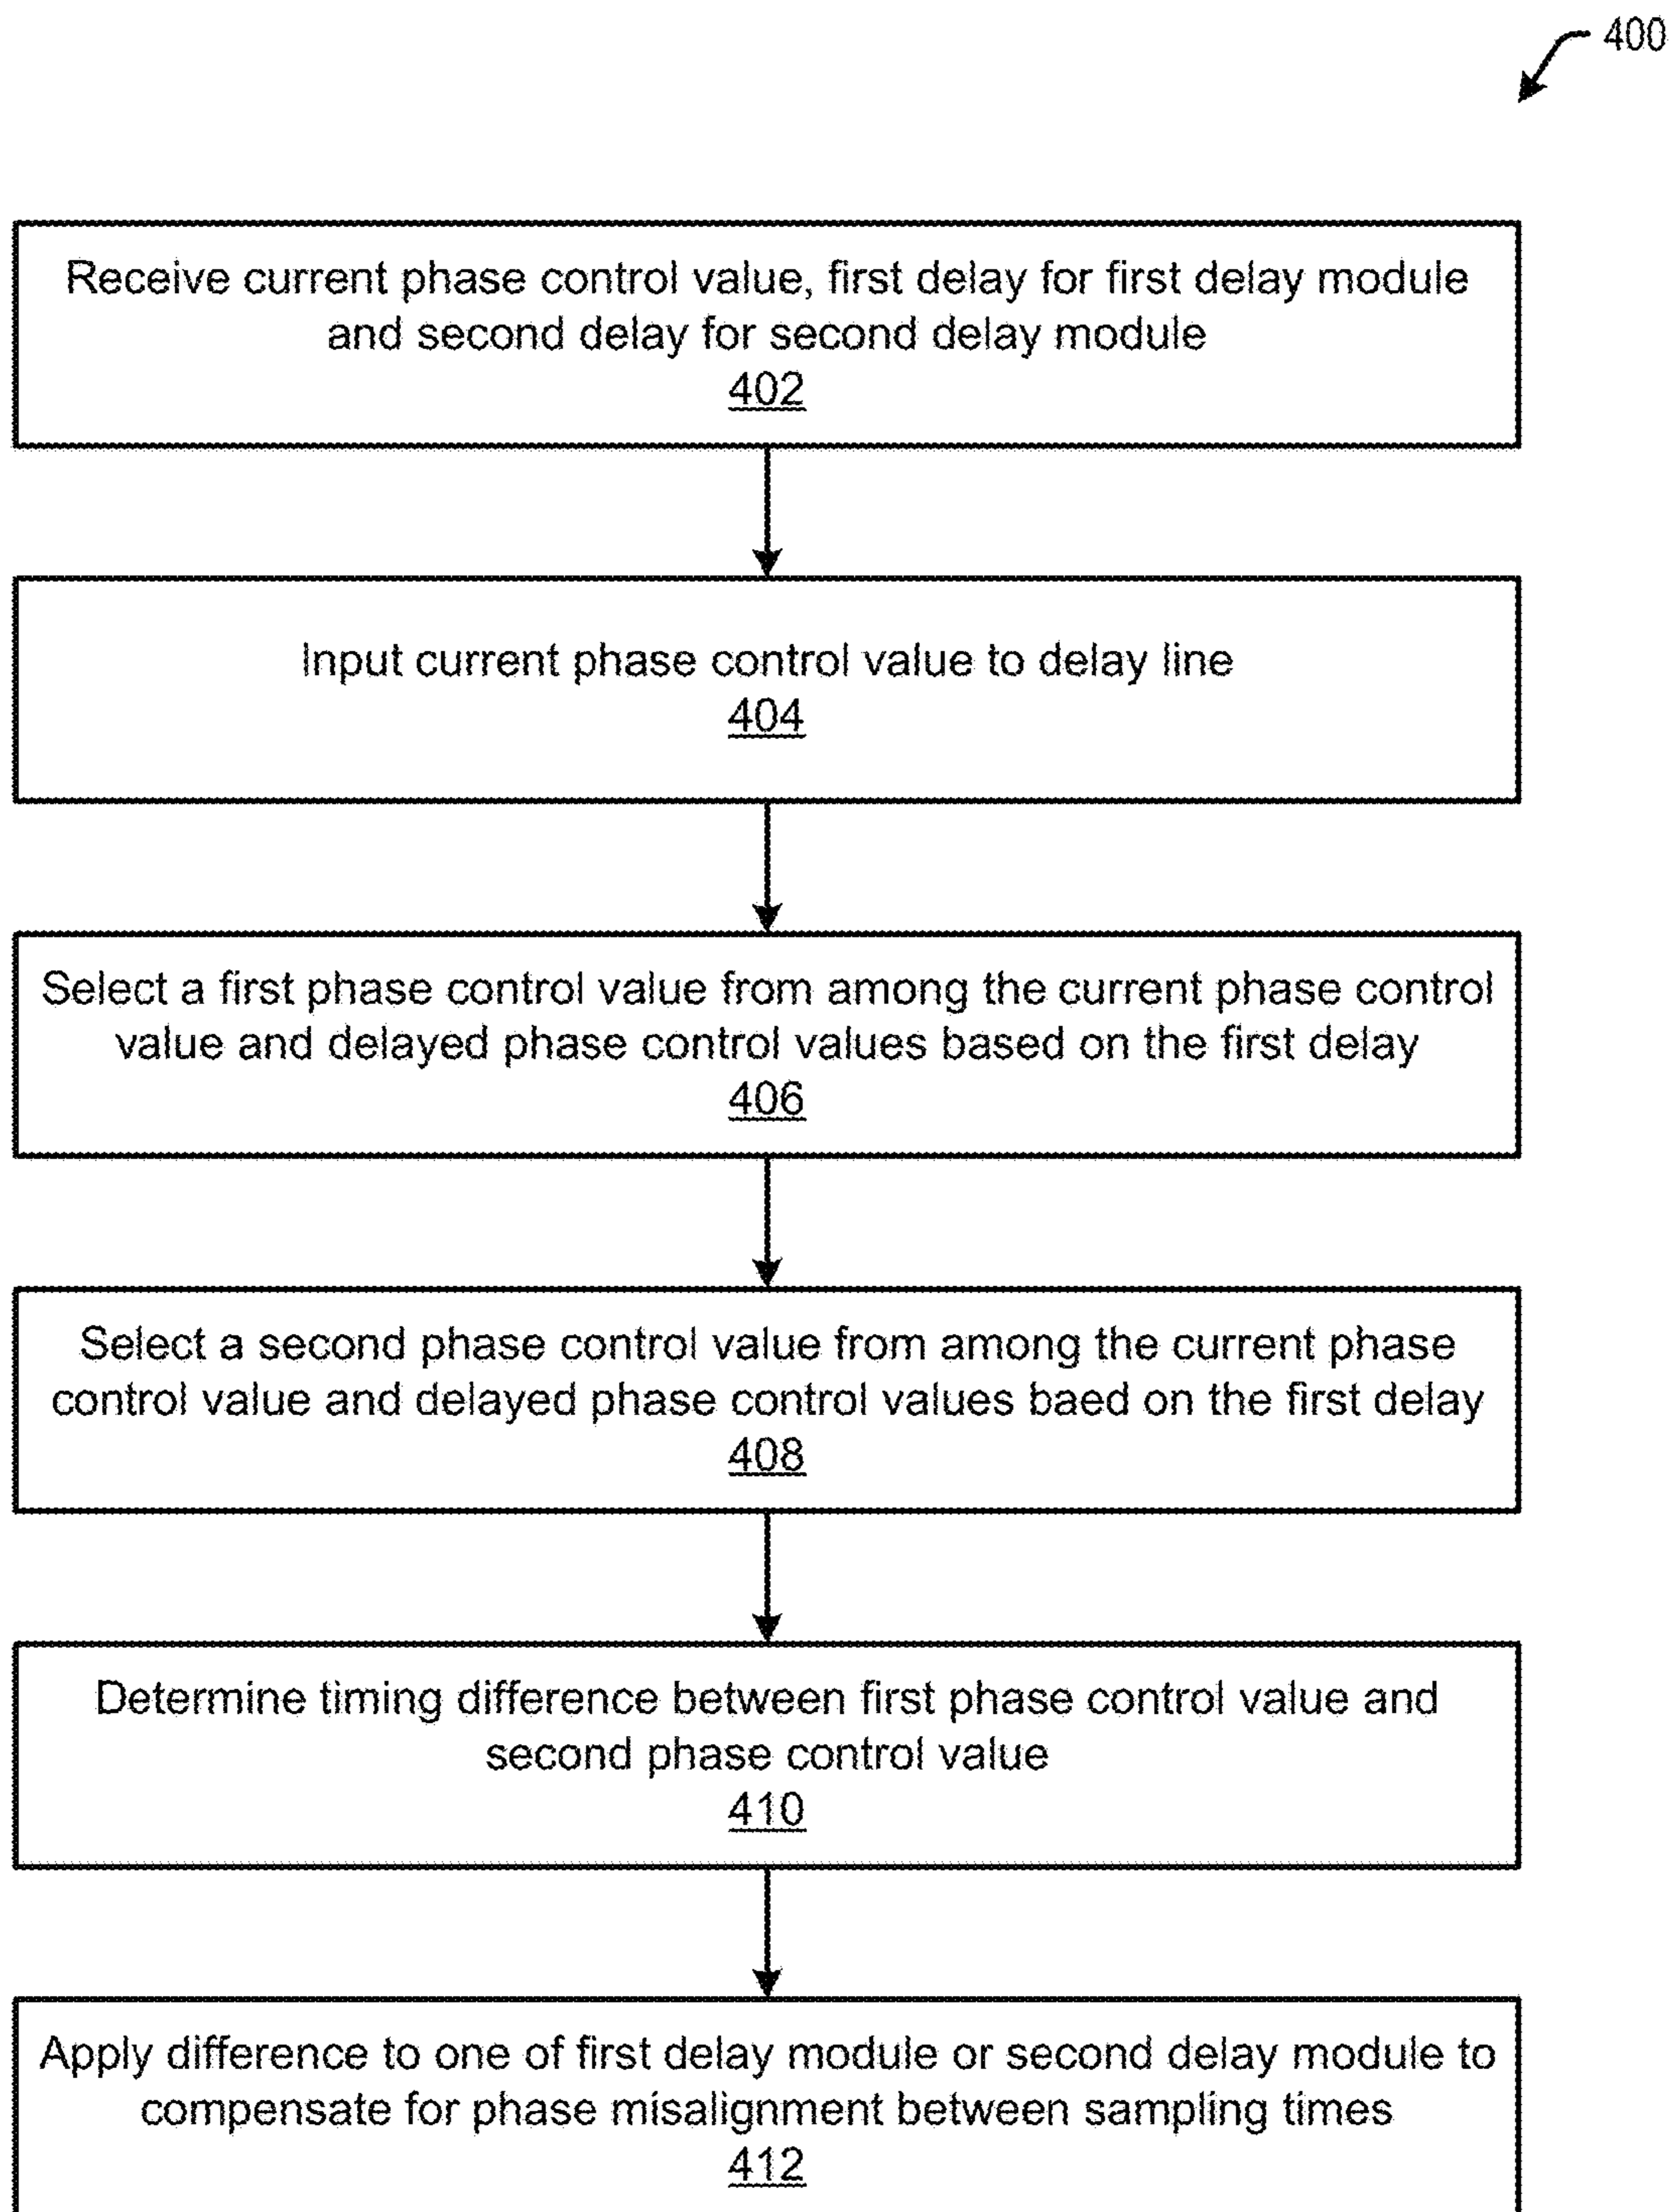 400
Receive current phase control value, first delay for first delay module
and second delay for second delay module
402
Input current phase control value to delay line
404
Select a first phase control value from among the current phase control
value and delayed phase control values based on the first delay
406
Select a second phase control value from among the current phase
control value and delayed phase control values baed on the first delay
408
Determine timing difference between first phase control value and
second phase control value
410
Apply difference to one of first delay module or second delay module to
compensate for phase misalignment between sampling times
412